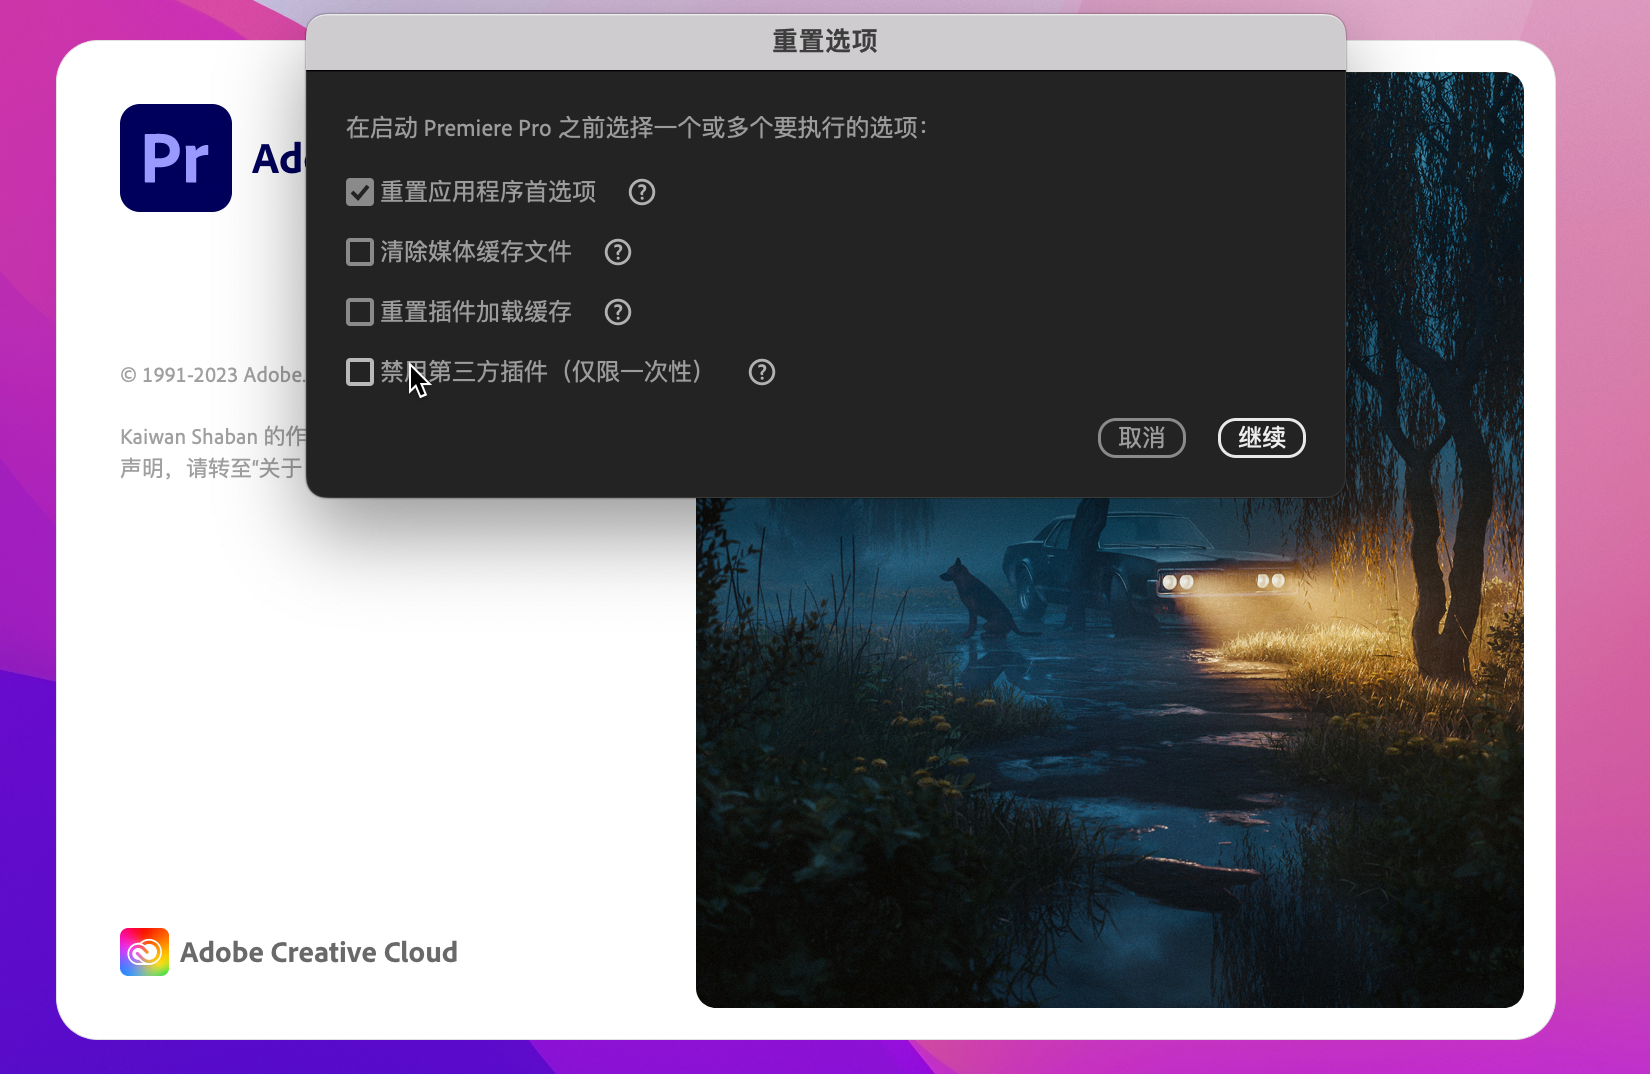 重置选项
在启动 Premiere Pro 之前选择一个或多个要执行的选项：
重置应用程序首选项 ?
清除媒体缓存文件 ?
重置插件加载缓存 ?
禁用第三方插件（仅限一次性） ?
取消 继续
Pr Ado
© 1991-2023 Adobe.
Kaiwan Shaban 的作
声明，请转至“关于
Adobe Creative Cloud